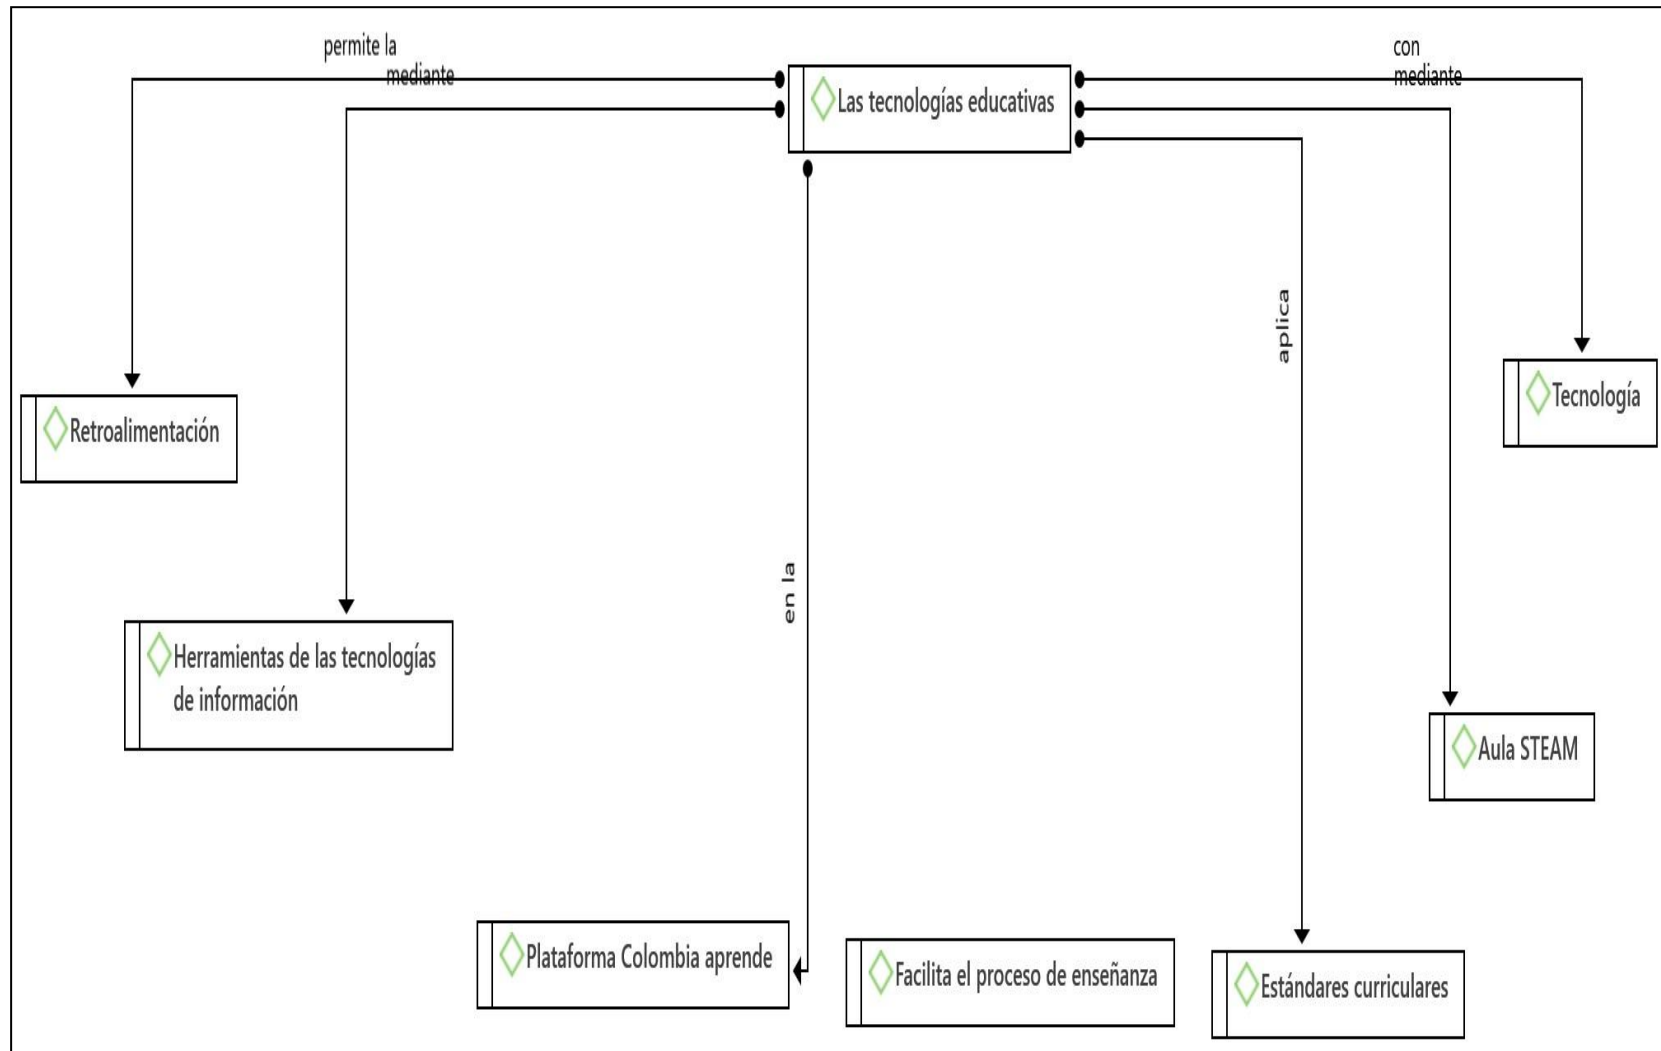 permite la
mediante
con
mediante
Las tecnologías educativas
aplica
Tecnología
Retroalimentación
en la
Herramientas de las tecnologías
de información
Aula STEAM
Plataforma Colombia aprende
Facilita el proceso de enseñanza
Estándares curriculares